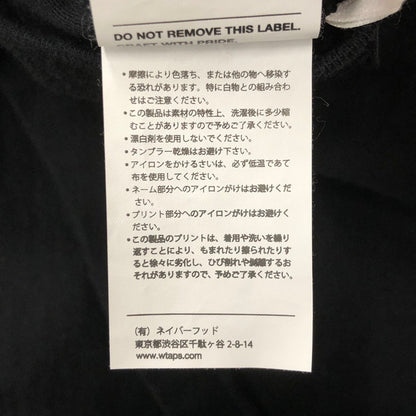 DO NOT REMOVE THIS LABEL.
CRAFT WITH PRIDE.
・摩擦により色落ち、または他の物へ移染す
る恐れがあります。特に白物との組み合わ
せはご注意ください。
・この製品は素材の特性上、洗濯後に多少縮
むことがありますので予めご了承ください。
・漂白剤を使用しないでください。
・タンブラー乾燥はお避け下さい。
・アイロンをかけるさいは、必ず低温であて
布を使用してください。
・ネーム部分へのアイロンがけはお避けくだ
さい。
・プリント部分へのアイロンがけはお避けくだ
さい。
・この製品のプリントは、着用や洗いを繰り
返すことにより、もまれたり擦られたりす
ると徐々に劣化し、ひび割れや剥離するお
それがありますので、予めご了承ください。
(有)ネイバーフッド
東京都渋谷区千駄ヶ谷 2-8-14
www.wtaps.com